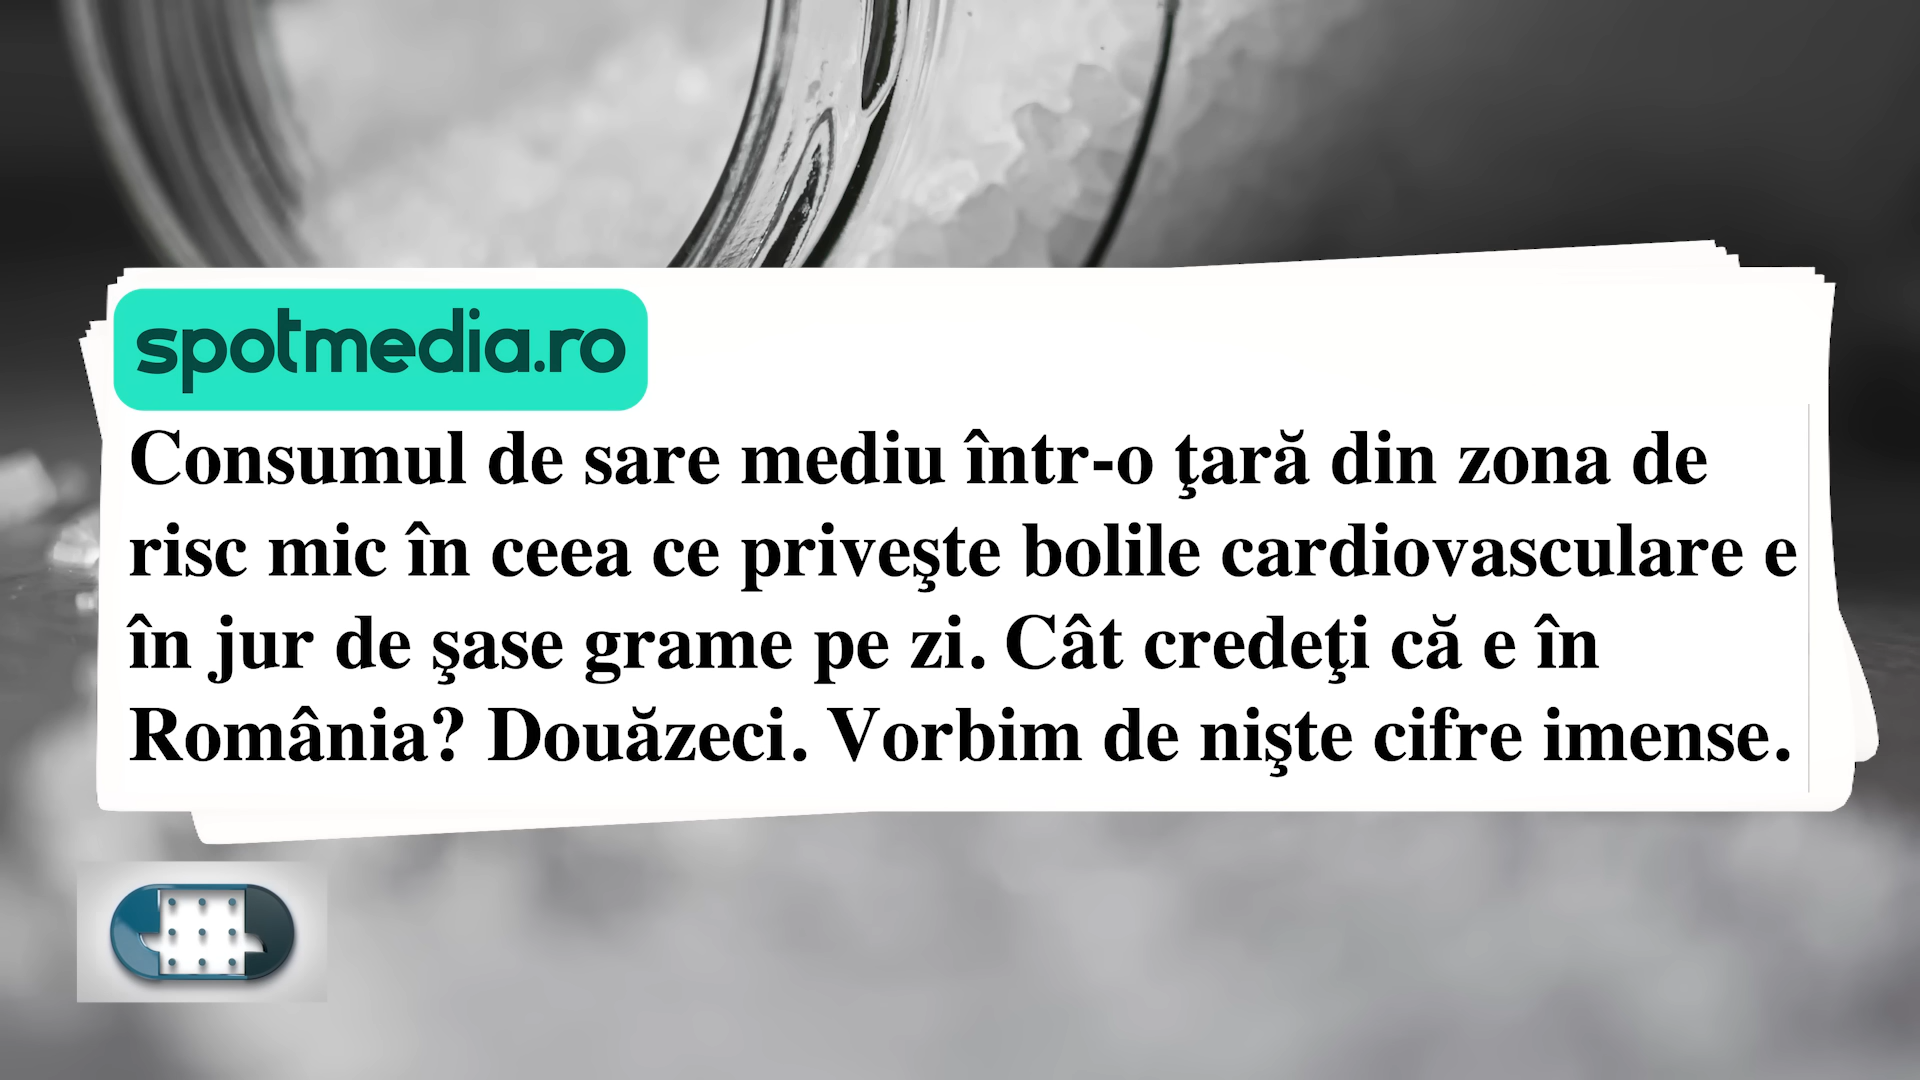 spotmedia.ro
Consumul de sare mediu într-o ţară din zona de
risc mic în ceea ce priveşte bolile cardiovasculare e
în jur de şase grame pe zi. Cât credeţi că e în
România? Douăzeci. Vorbim de nişte cifre imense.